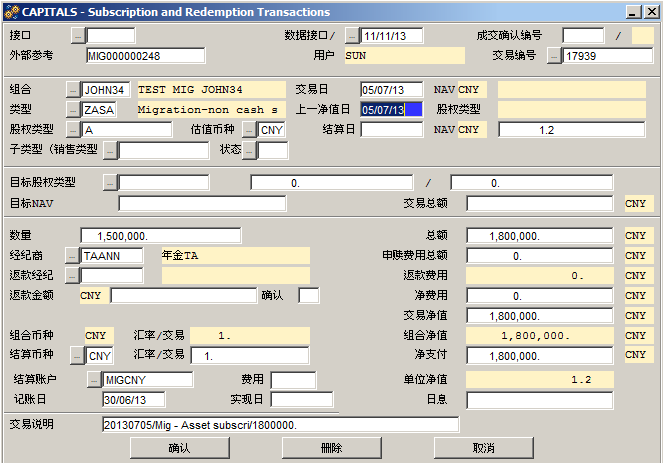 CAPITALS - Subscription and Redemption Transactions
接口 ... 数据接口/ ... 11/11/13 成交确认编号 /
外部参考 MIG000000248 用户 SUN 交易编号 ... 17939
组合 ... JOHN34 TEST MIG JOHN34 交易日 05/07/13 NAV CNY
类型 ... ZASA Migration-non cash s 上一净值日 05/07/13 股权类型
股权类型 ... A 估值币种 ... CNY 结算日 NAV CNY 1.2
子类型（销售类型 ... 状态 ...
目标股权类型 ... 0. / 0.
目标NAV 交易总额 CNY
数量 1,500,000. 总额 1,800,000. CNY
经纪商 ... TAANN 年金TA 申赎费用总额 0. CNY
返款经纪 ... 返款费用 0. CNY
返款金额 CNY 确认 净费用 0. CNY
交易净值 1,800,000. CNY
组合币种 CNY 汇率/交易 1. 组合净值 1,800,000. CNY
结算币种 ... CNY 汇率/交易 1. 净支付 1,800,000. CNY
结算账户 ... MIGCNY 费用 单位净值 1.2
记账日 30/06/13 实现日 日息
交易说明 20130705/Mig - Asset subscri/1800000.
确认 删除 取消